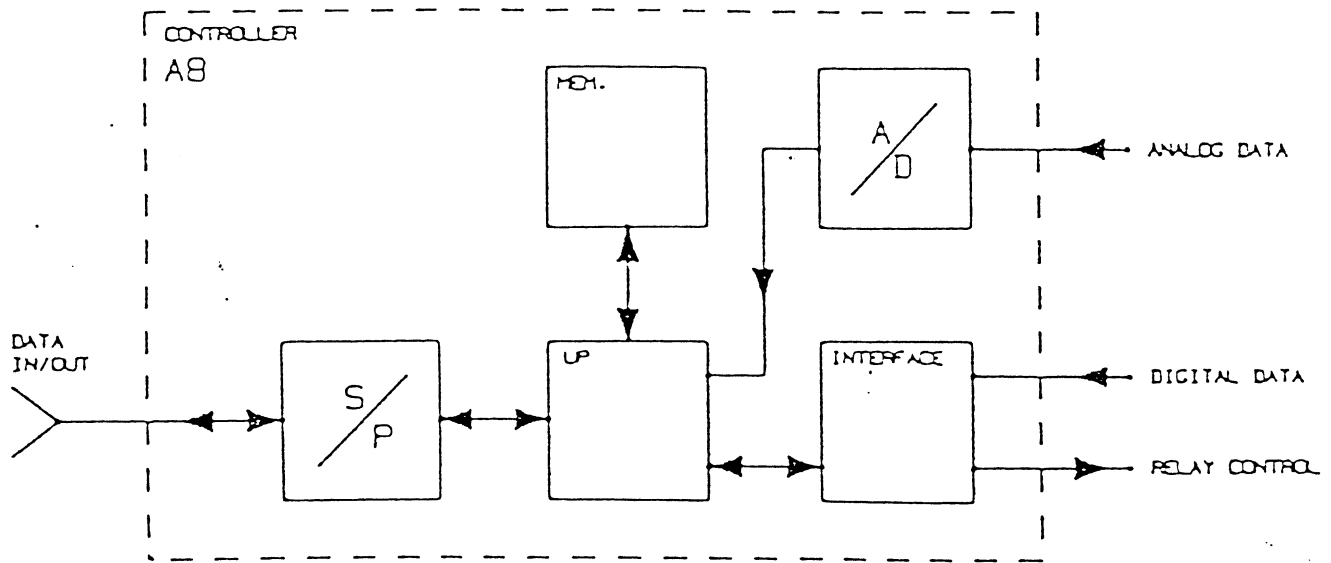 CONTROLLER
A8
MEM.
A/D
ANALOG DATA
DATA
IN/OUT
S/P
UP
INTERFACE
DIGITAL DATA
RELAY CONTROL